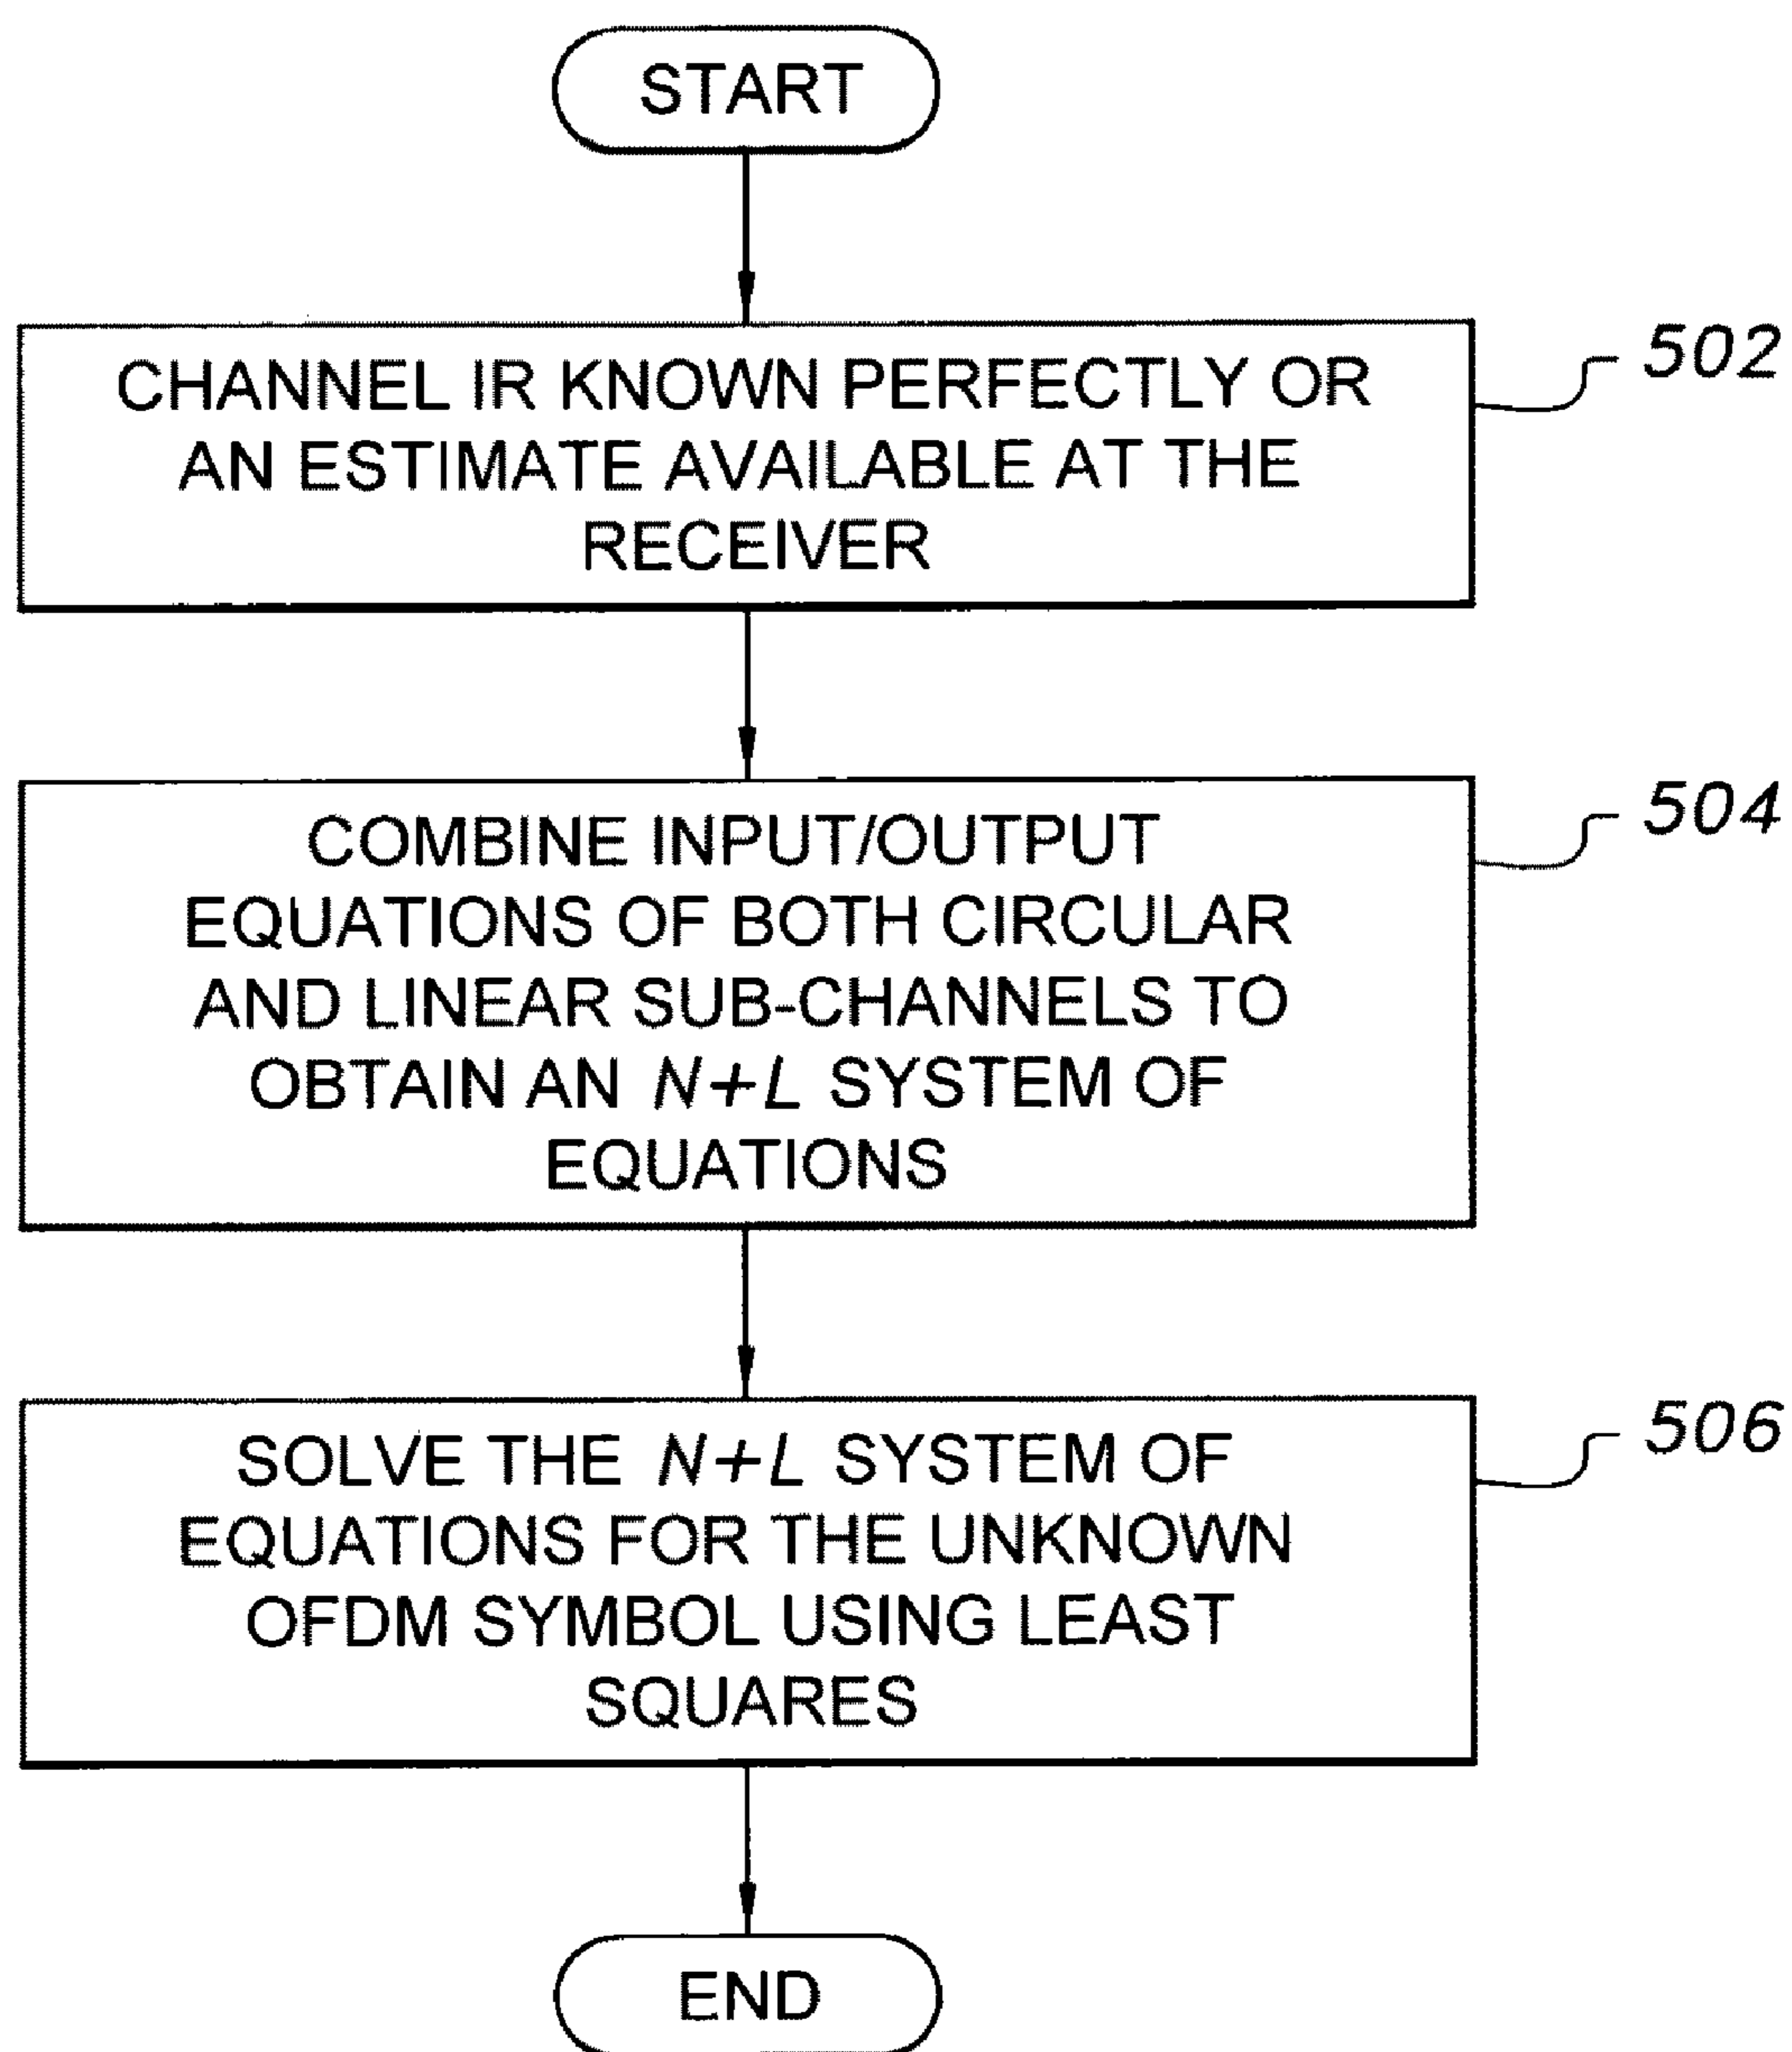 START
CHANNEL IR KNOWN PERFECTLY OR
AN ESTIMATE AVAILABLE AT THE
RECEIVER
502
COMBINE INPUT/OUTPUT
EQUATIONS OF BOTH CIRCULAR
AND LINEAR SUB-CHANNELS TO
OBTAIN AN N+L SYSTEM OF
EQUATIONS
504
SOLVE THE N+L SYSTEM OF
EQUATIONS FOR THE UNKNOWN
OFDM SYMBOL USING LEAST
SQUARES
506
END